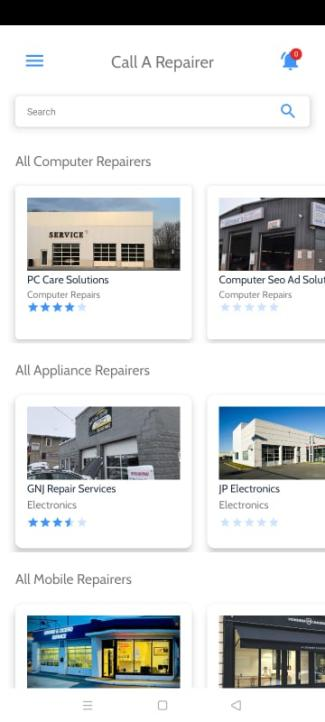 Call A Repairer
0
Search
All Computer Repairers
SERVICE
PC Care Solutions
Computer Repairs
Computer Seo Ad Solut
Computer Repairs
All Appliance Repairers
GNJ Repair Services
Electronics
JP Electronics
Electronics
All Mobile Repairers